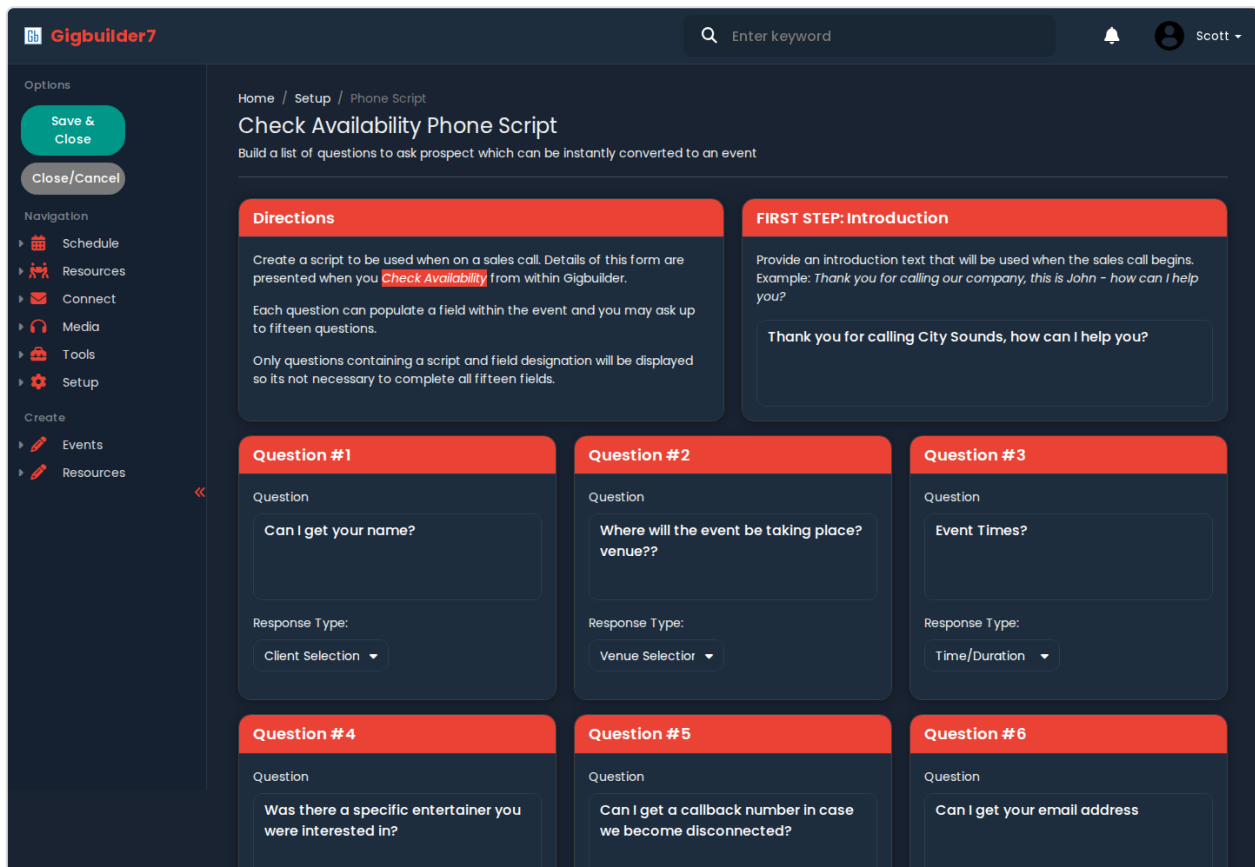 Gb Gigbuilder7
Enter keyword
Scott
Options
Save &
Close
Close/Cancel
Navigation
Schedule
Resources
Connect
Media
Tools
Setup
Create
Events
Resources
Home / Setup / Phone Script
Check Availability Phone Script
Build a list of questions to ask prospect which can be instantly converted to an event
Directions
Create a script to be used when on a sales call. Details of this form are
presented when you Check Availability from within Gigbuilder.
Each question can populate a field within the event and you may ask up
to fifteen questions.
Only questions containing a script and field designation will be displayed
so its not necessary to complete all fifteen fields.
FIRST STEP: Introduction
Provide an introduction text that will be used when the sales call begins.
Example: Thank you for calling our company, this is John - how can I help
you?
Thank you for calling City Sounds, how can I help you?
Question #1
Question
Can I get your name?
Response Type:
Client Selection
Question #2
Question
Where will the event be taking place?
venue??
Response Type:
Venue Selection
Question #3
Question
Event Times?
Response Type:
Time/Duration
Question #4
Question
Was there a specific entertainer you
were interested in?
Question #5
Question
Can I get a callback number in case
we become disconnected?
Question #6
Question
Can I get your email address